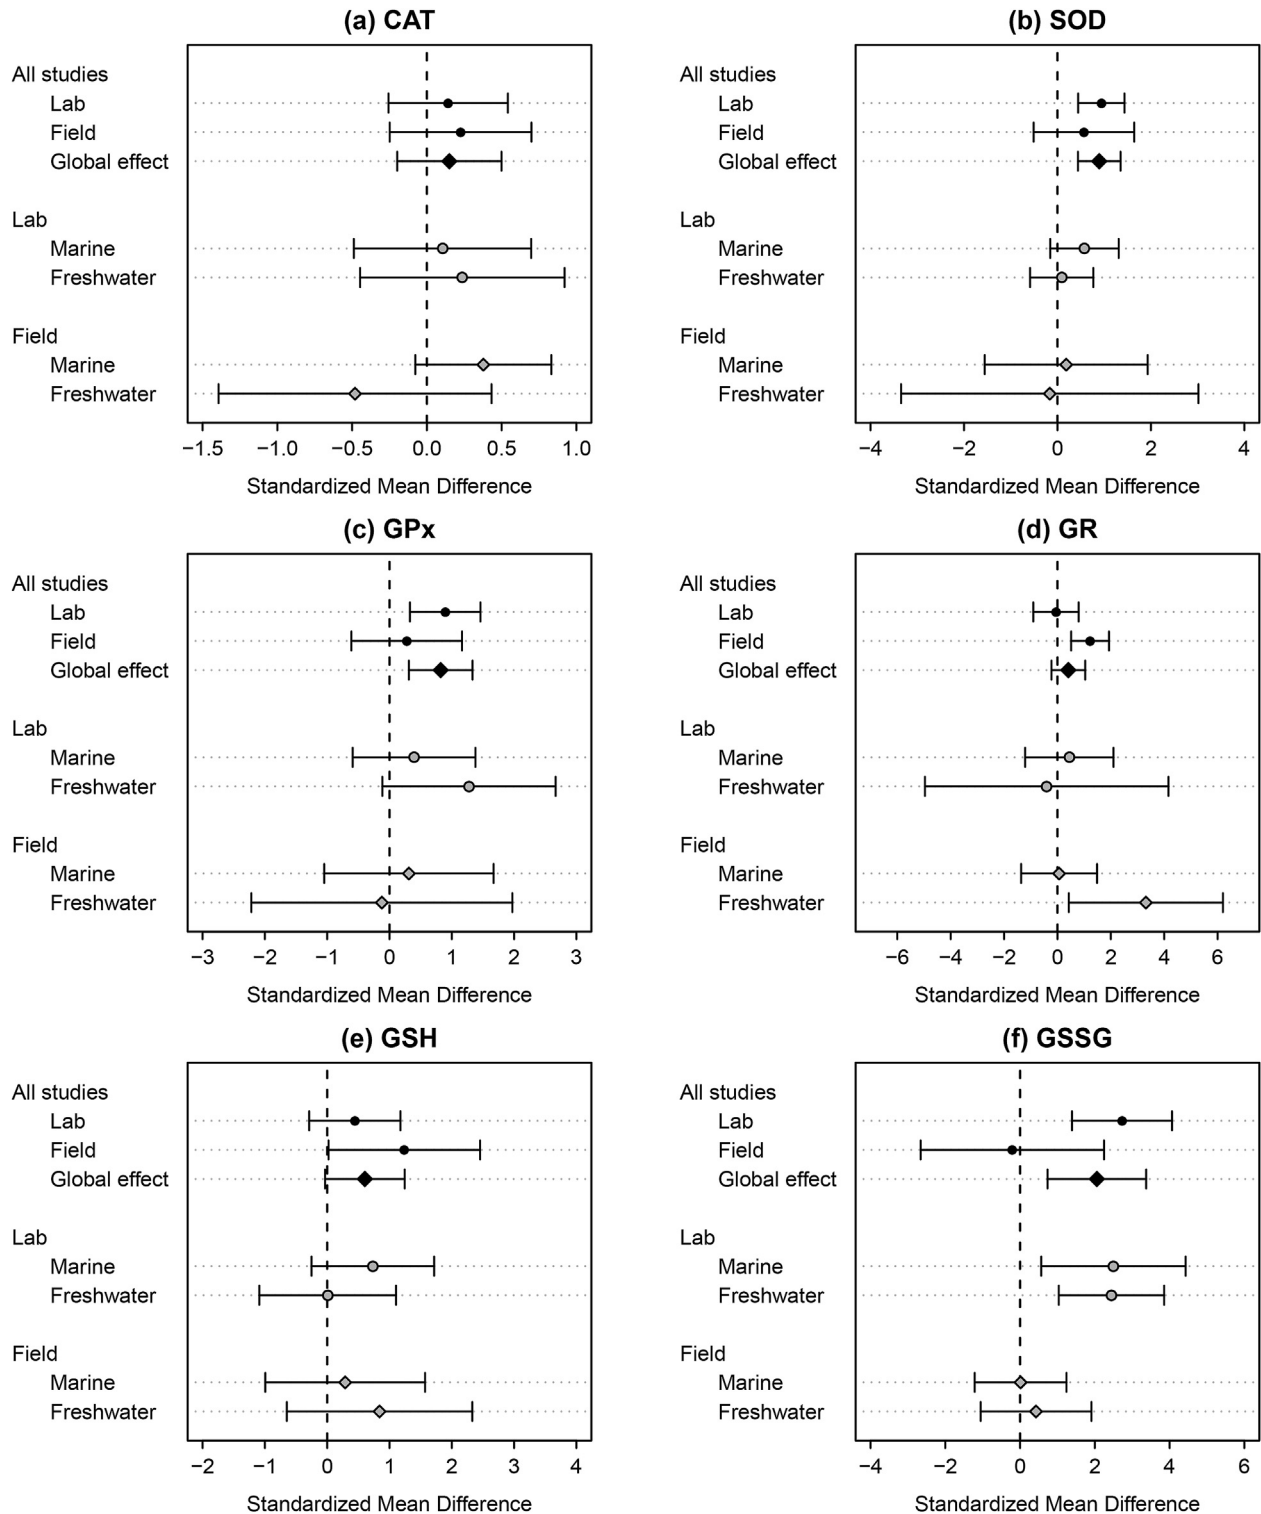 (a) CAT
All studies
Lab
Field
Global effect
Lab
Marine
Freshwater
Field
Marine
Freshwater
−1.5 −1.0 −0.5 0.0 0.5 1.0
Standardized Mean Difference
(b) SOD
All studies
Lab
Field
Global effect
Lab
Marine
Freshwater
Field
Marine
Freshwater
−4 −2 0 2 4
Standardized Mean Difference
(c) GPx
All studies
Lab
Field
Global effect
Lab
Marine
Freshwater
Field
Marine
Freshwater
−3 −2 −1 0 1 2 3
Standardized Mean Difference
(d) GR
All studies
Lab
Field
Global effect
Lab
Marine
Freshwater
Field
Marine
Freshwater
−6 −4 −2 0 2 4 6
Standardized Mean Difference
(e) GSH
All studies
Lab
Field
Global effect
Lab
Marine
Freshwater
Field
Marine
Freshwater
−2 −1 0 1 2 3 4
Standardized Mean Difference
(f) GSSG
All studies
Lab
Field
Global effect
Lab
Marine
Freshwater
Field
Marine
Freshwater
−4 −2 0 2 4 6
Standardized Mean Difference